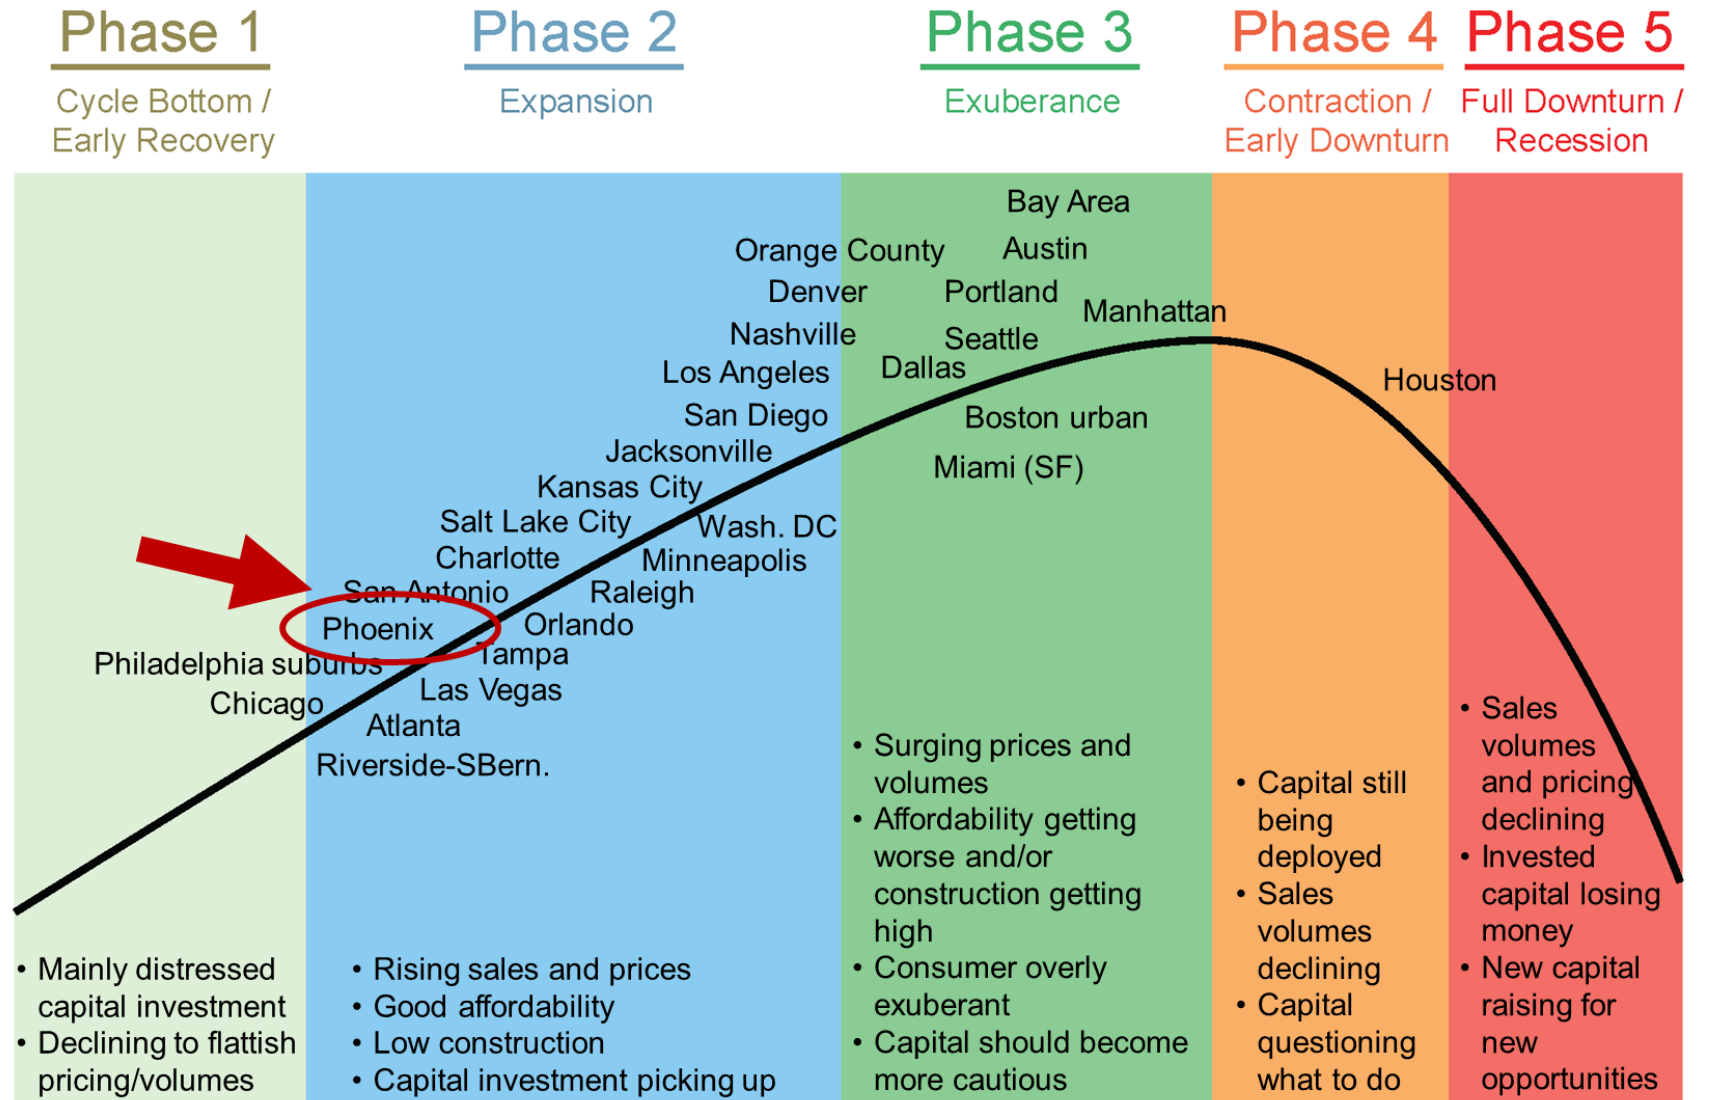 Phase 1
Cycle Bottom /
Early Recovery
Phase 2
Expansion
Phase 3
Exuberance
Phase 4
Contraction /
Early Downturn
Phase 5
Full Downturn /
Recession
Bay Area
Orange County
Austin
Denver
Portland
Manhattan
Nashville
Seattle
Los Angeles
Dallas
Houston
San Diego
Boston urban
Jacksonville
Miami (SF)
Kansas City
Salt Lake City
Wash. DC
Charlotte
Minneapolis
San Antonio
Raleigh
Phoenix
Orlando
Philadelphia suburbs
Tampa
Chicago
Las Vegas
Atlanta
Riverside-SBern.
• Mainly distressed
capital investment
• Declining to flattish
pricing/volumes
• Rising sales and prices
• Good affordability
• Low construction
• Capital investment picking up
• Surging prices and
volumes
• Affordability getting
worse and/or
construction getting
high
• Consumer overly
exuberant
• Capital should become
more cautious
• Capital still
being
deployed
• Sales
volumes
declining
• Capital
questioning
what to do
• Sales
volumes
and pricing
declining
• Invested
capital losing
money
• New capital
raising for
new
opportunities